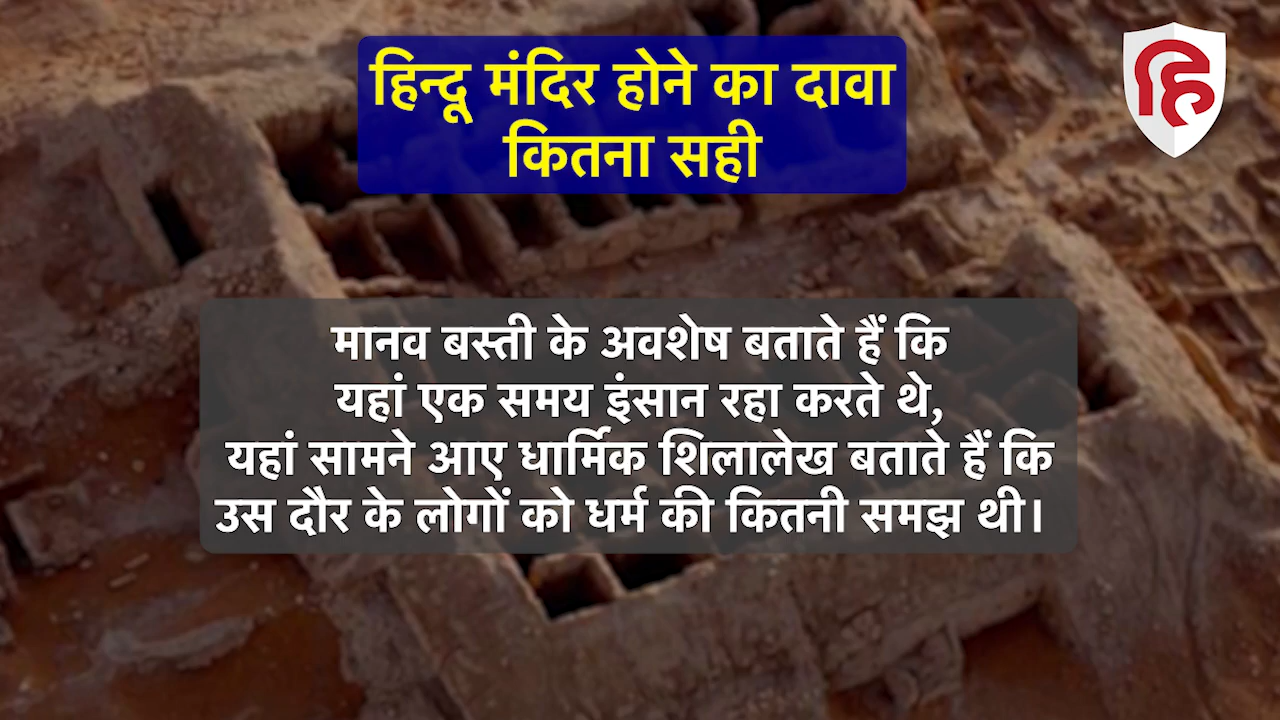 हिन्दू मंदिर होने का दावा
कितना सही
हि
मानव बस्ती के अवशेष बताते हैं कि
यहां एक समय इंसान रहा करते थे,
यहां सामने आए धार्मिक शिलालेख बताते हैं कि
उस दौर के लोगों को धर्म की कितनी समझ थी।